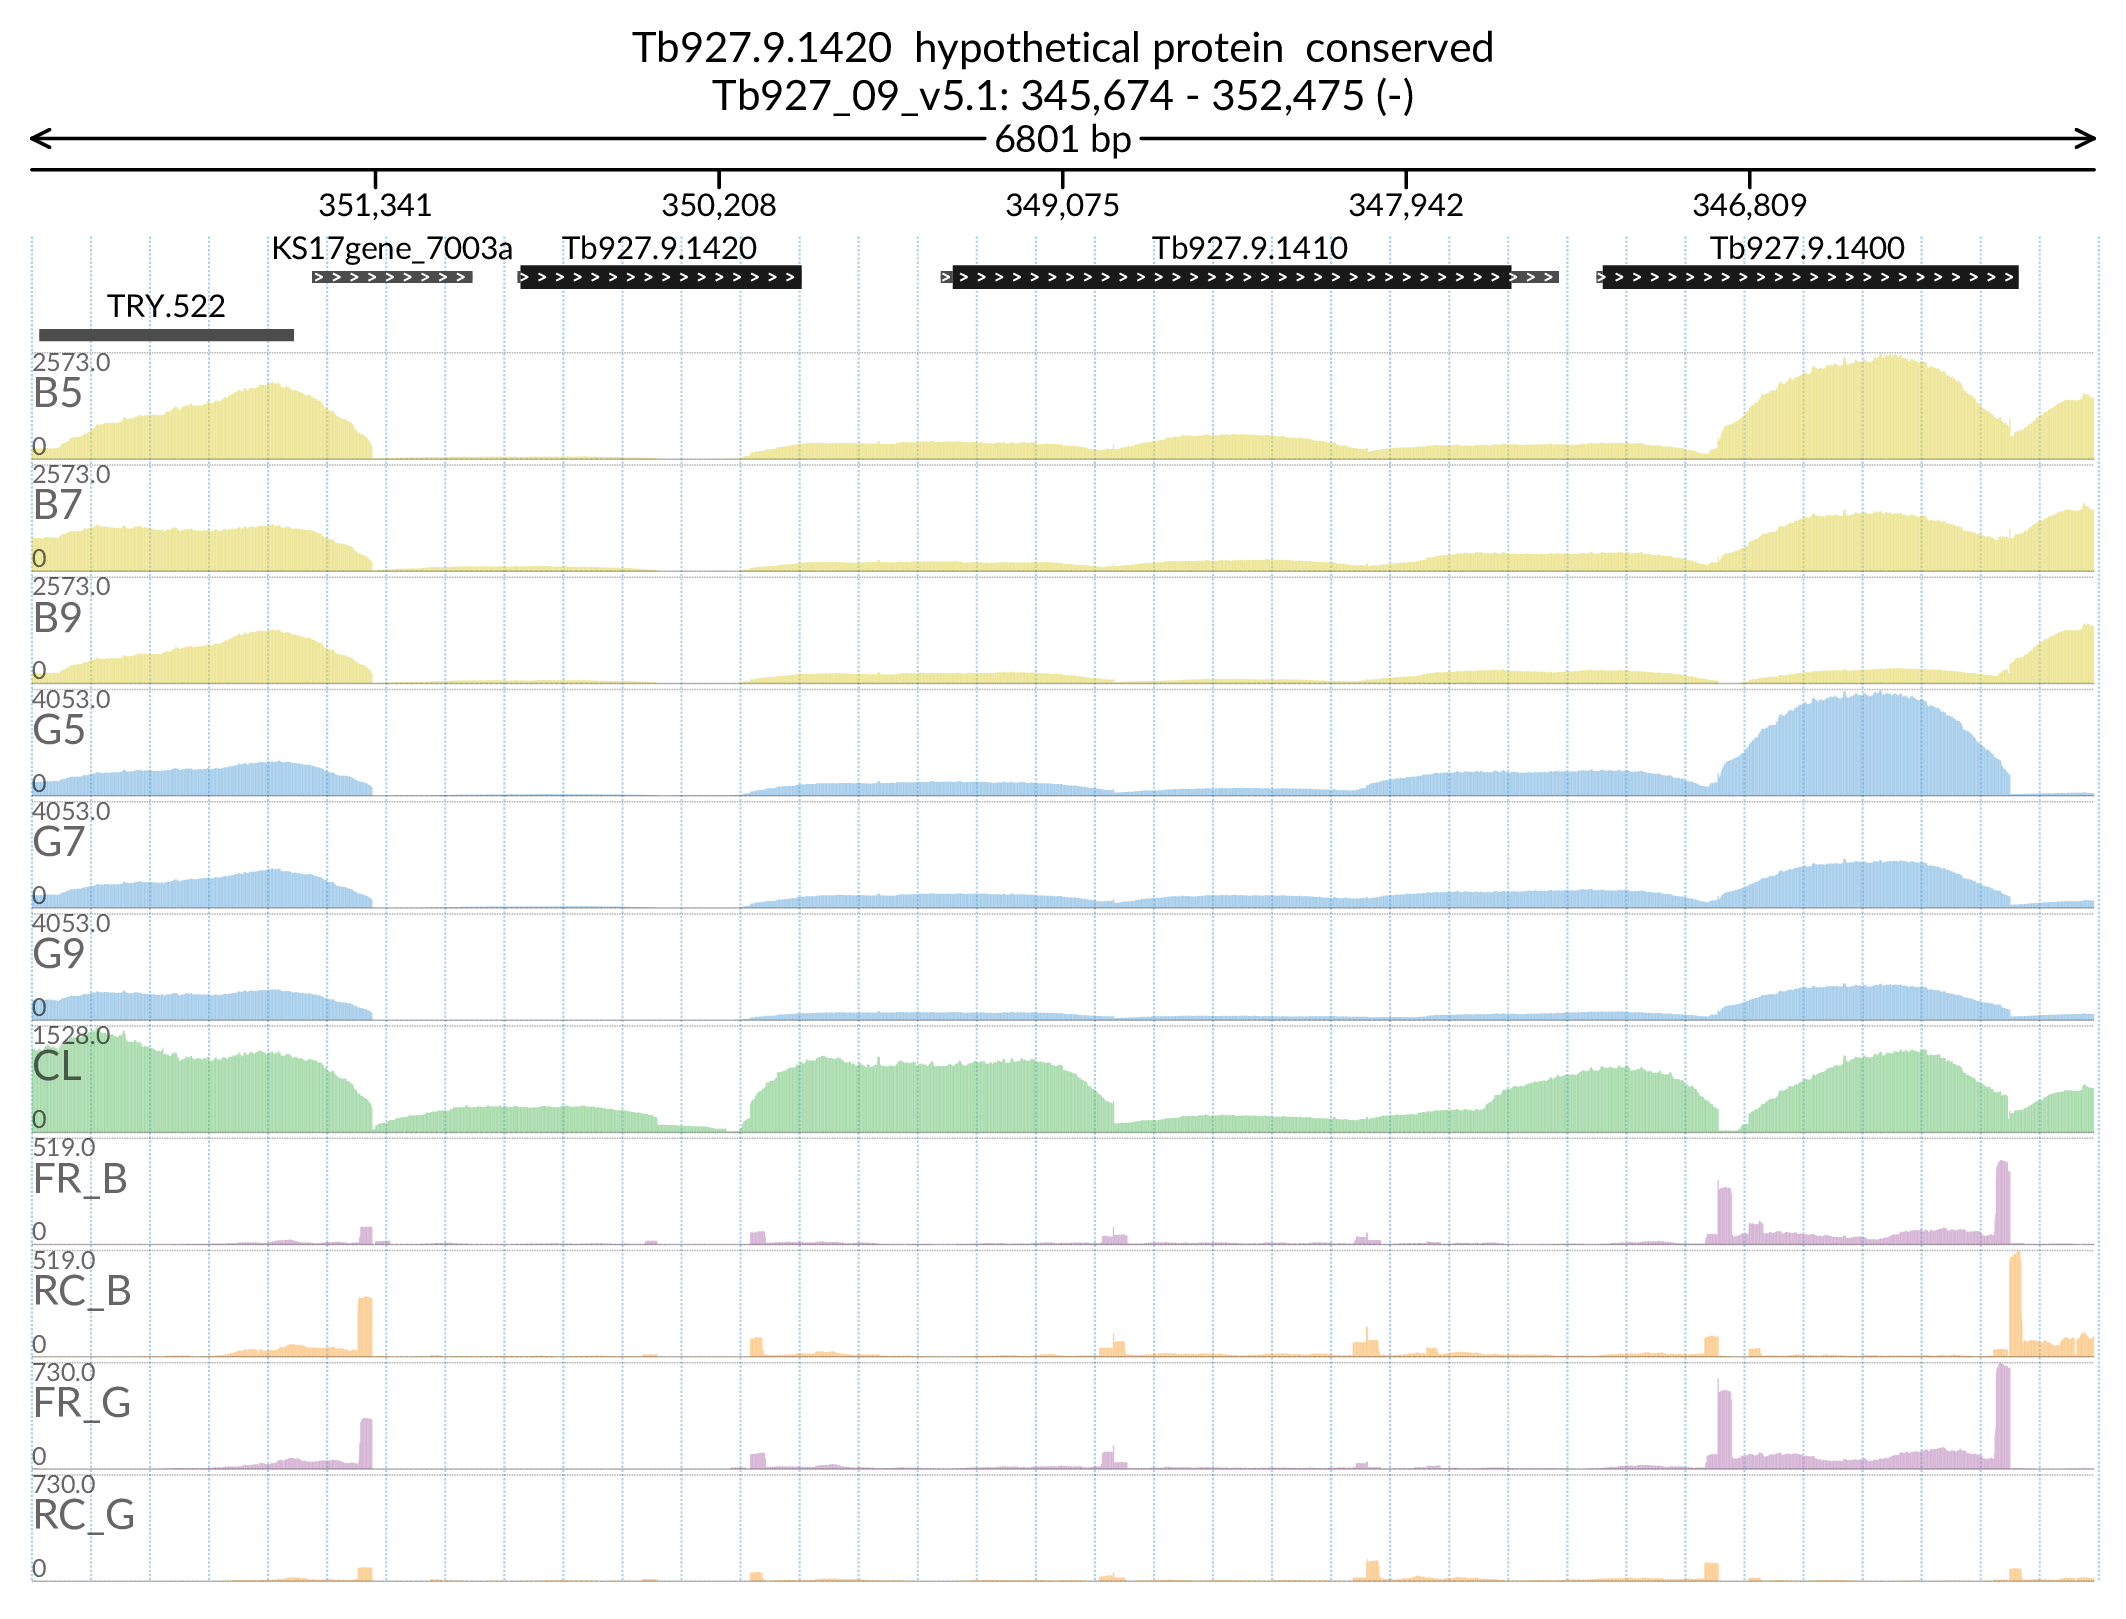 Tb927.9.1420  hypothetical protein  conserved
Tb927_09_v5.1: 345,674 - 352,475 (-)
6801 bp
351,341 350,208 349,075 347,942 346,809
KS17gene_7003a Tb927.9.1420 Tb927.9.1410 Tb927.9.1400
TRY.522
2573.0
B5
0
2573.0
B7
0
2573.0
B9
0
4053.0
G5
0
4053.0
G7
0
4053.0
G9
0
1528.0
CL
0
519.0
FR_B
0
519.0
RC_B
0
730.0
FR_G
0
730.0
RC_G
0